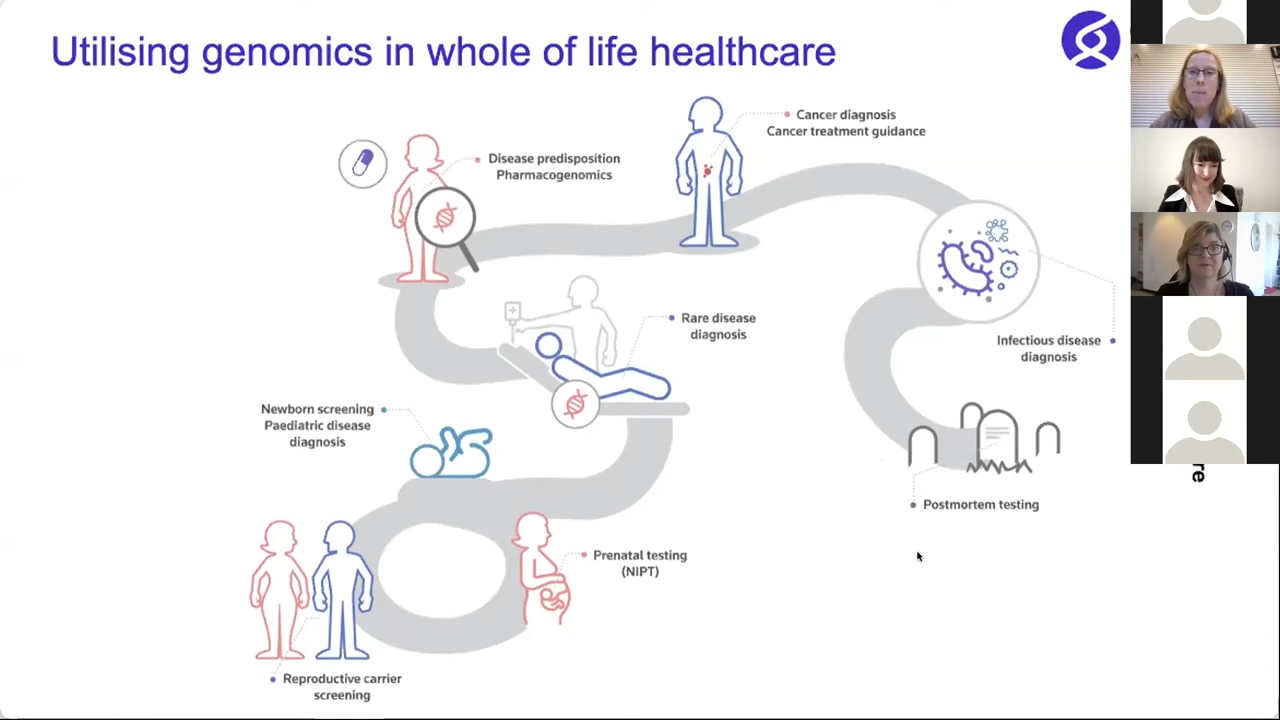 Utilising genomics in whole of life healthcare
Cancer diagnosis
Cancer treatment guidance
Disease predisposition
Pharmacogenomics
Rare disease
diagnosis
Infectious disease
diagnosis
Newborn screening
Paediatric disease
diagnosis
Postmortem testing
Prenatal testing
(NIPT)
Reproductive carrier
screening
re